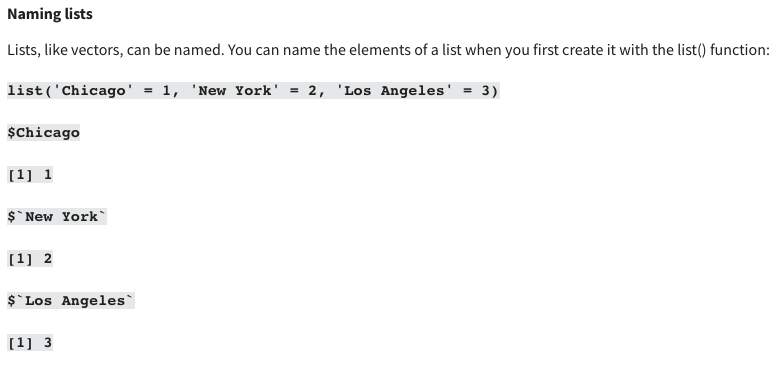 Naming lists
Lists, like vectors, can be named. You can name the elements of a list when you first create it with the list() function:
list('Chicago' = 1, 'New York' = 2, 'Los Angeles' = 3)
$Chicago
[1] 1
$`New York`
[1] 2
$`Los Angeles`
[1] 3